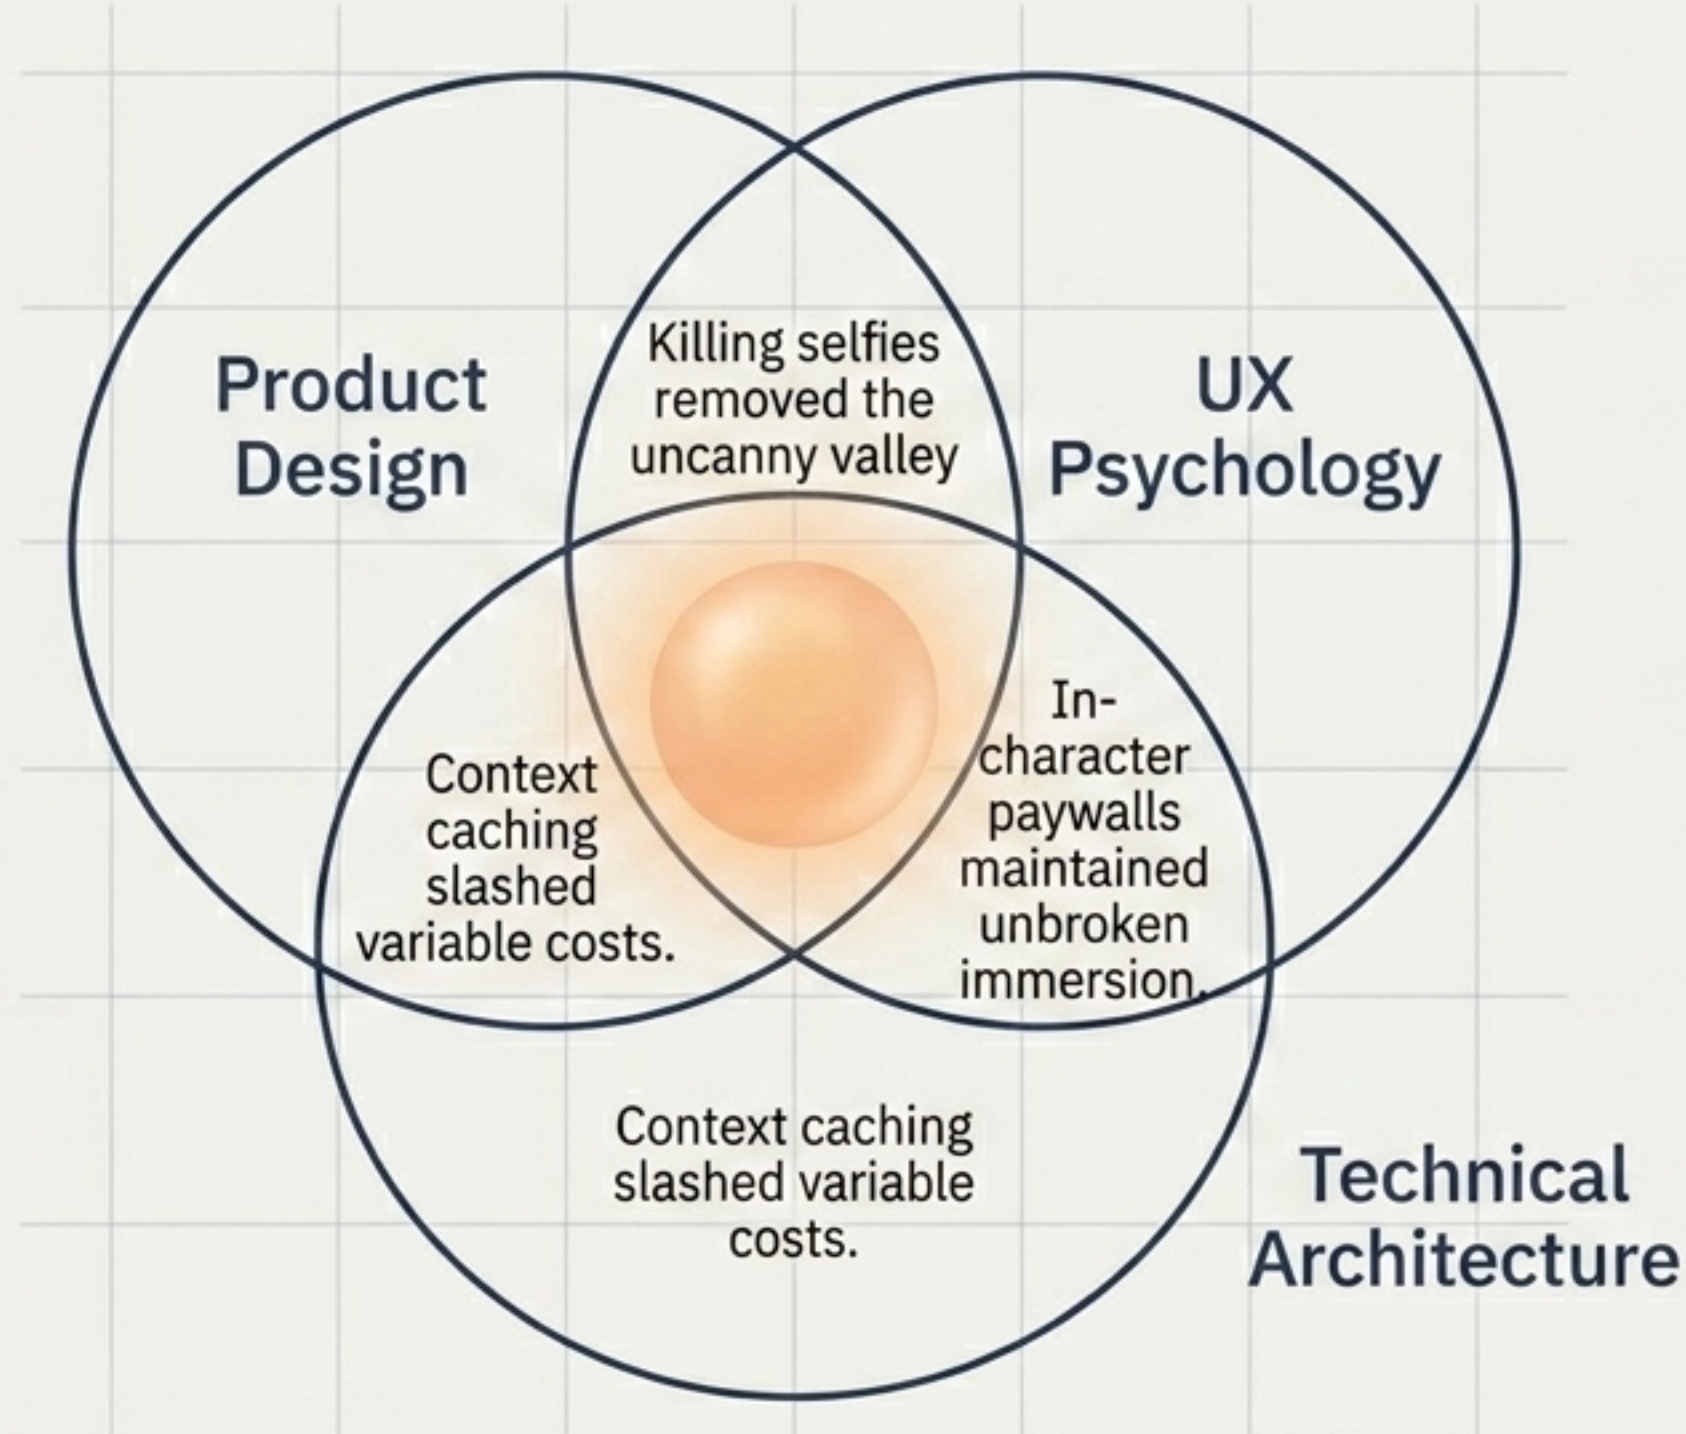 Killing selfies
removed the
uncanny valley
Product
Design
UX
Psychology
In-
character
paywalls
maintained
unbroken
immersion.
Context
caching
slashed
variable costs.
Context caching
slashed variable
costs.
Technical
Architecture